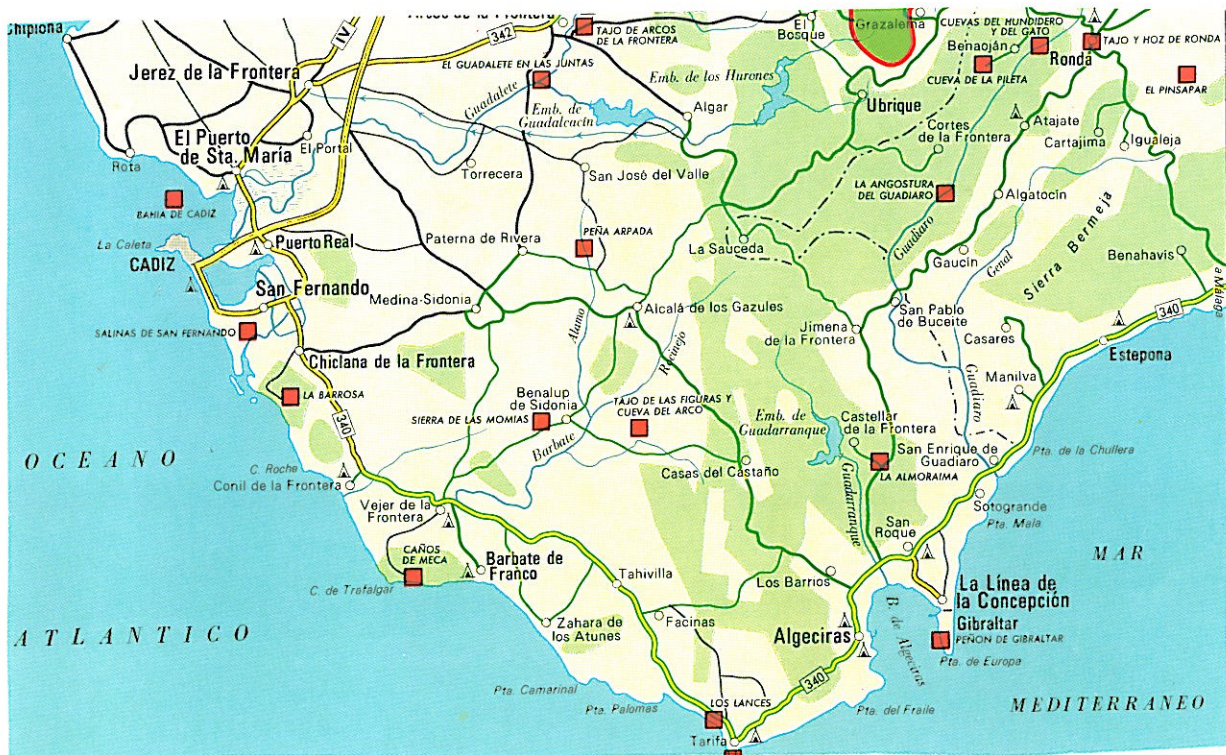 Chipiona
de la Frontera
TAJO DE ARCOS
DE LA FRONTERA
El
Bosque
Grazalema
CUEVAS DEL HUNDIDERO
Y DEL GATO
TAJO Y HOZ DE RONDA
Benaoján
Ronda
CUEVA DE LA PILETA
EL PINSAPAR
IV
342
Jerez de la Frontera
EL GUADALETE EN LAS JUNTAS
Emb. de los Hurones
Guadalete
Emb. de
Guadalcacín
Algar
Ubrique
Cortes
de la Frontera
Atajate
Cartajima
Igualeja
El Puerto
de Sta. María
El Portal
Rota
Torrecera
San José del Valle
BAHIA DE CADIZ
LA ANGOSTURA
DEL GUADIARO
Algatocín
Sierra Bermeja
La Caleta
CADIZ
Puerto Real
Paterna de Rivera
PEÑA ARPADA
La Sauceda
Guadiaro
Gaucín
Genal
Benahavis
a Málaga
San Fernando
Medina-Sidonia
Alamo
Alcalá de los Gazules
San Pablo
de Buceite
340
SALINAS DE SAN FERNANDO
Rocinejo
Jimena
de la Frontera
Casares
Estepona
Chiclana de la Frontera
Guadiaro
Manilva
LA BARROSA
Benalup
de Sidonia
SIERRA DE LAS MOMIAS
TAJO DE LAS FIGURAS Y
CUEVA DEL ARCO
Emb. de
Guadarranque
Castellar
de la Frontera
340
Barbate
San Enrique de
Guadiaro
Pta. de la Chullera
OCEANO
C. Roche
Conil de la Frontera
Casas del Castaño
LA ALMORAIMA
Guadarranque
Sotogrande
Pta. Mala
Vejer de la
Frontera
San
Roque
MAR
CAÑOS
DE MECA
Barbate de
Franco
C. de Trafalgar
Tahivilla
Los Barrios
La Línea de
la Concepción
Gibraltar
PEÑON DE GIBRALTAR
ATLANTICO
Zahara de
los Atunes
Facinas
Algeciras
B. de Algeciras
Pta. de Europa
340
Pta. Camarinal
Pta. Palomas
LOS LANCES
Pta. del Fraile
MEDITERRANEO
Tarifa